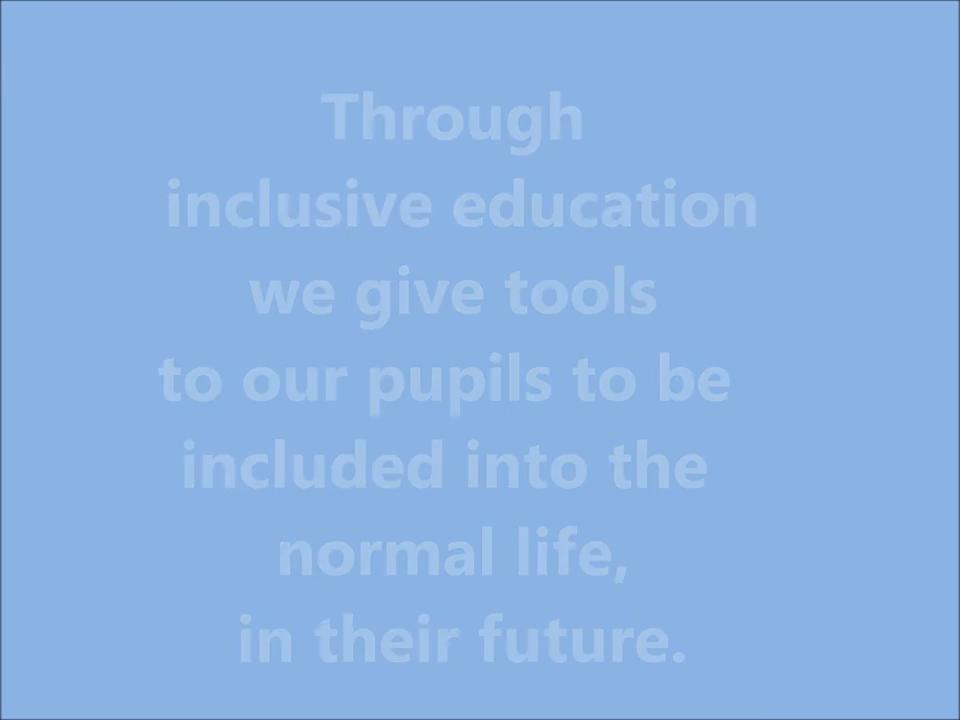 Through
inclusive education
we give tools
to our pupils to be
included into the
normal life,
in their future.